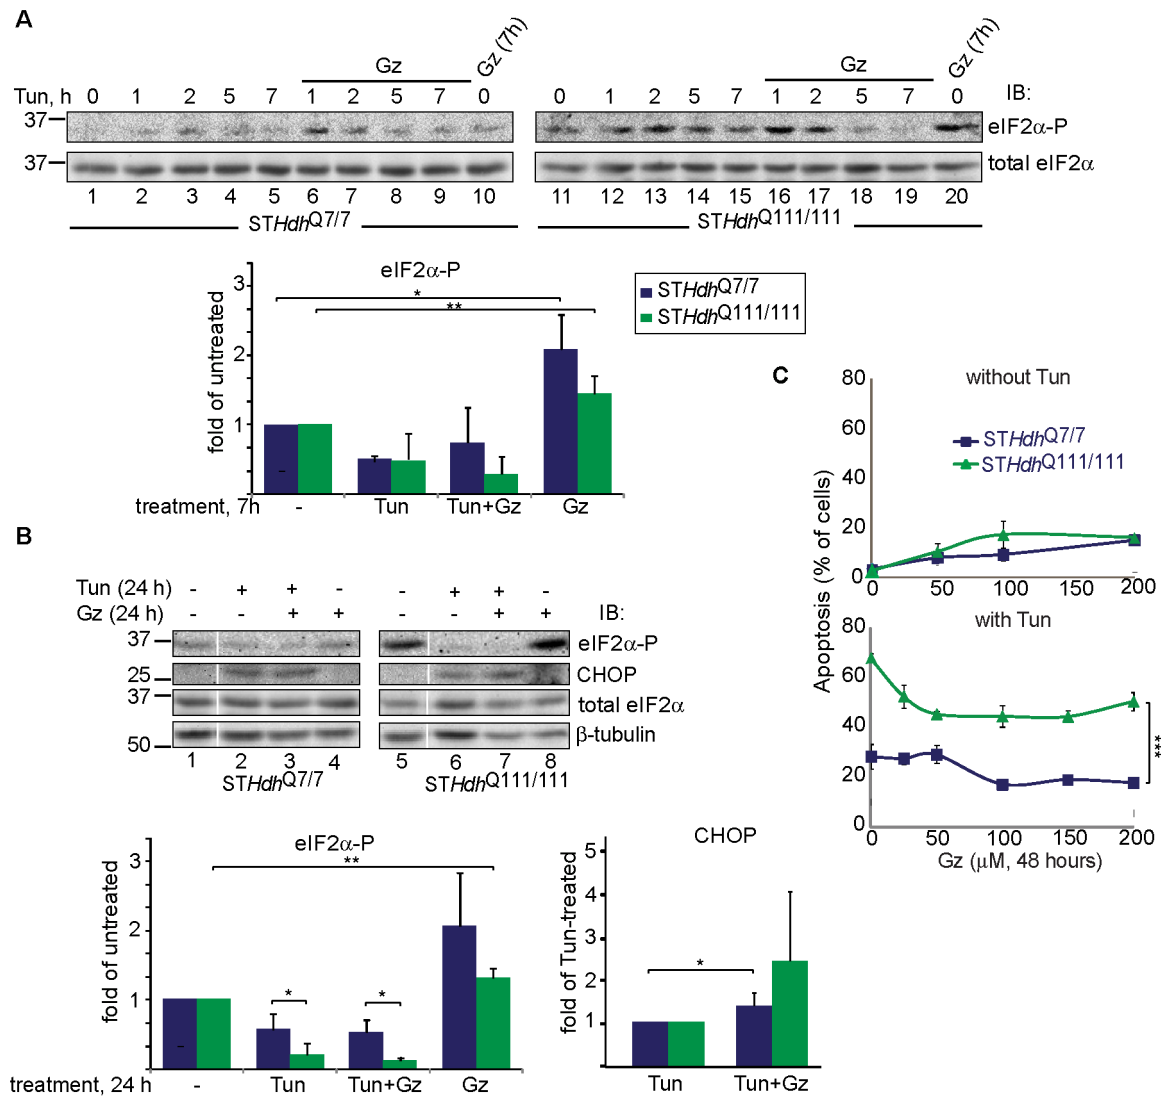 A
Gz Gz (7h) Gz Gz (7h)
Tun, h 0 1 2 5 7 1 2 5 7 0 0 1 2 5 7 1 2 5 7 0 IB:
37 eIF2α-P
37 total eIF2α
1 2 3 4 5 6 7 8 9 10 11 12 13 14 15 16 17 18 19 20
STHdhQ7/7 STHdhQ111/111
eIF2α-P
fold of untreated
3
2
1
* 
**
STHdhQ7/7
STHdhQ111/111
–
treatment, 7h - Tun Tun+Gz Gz
B
Tun (24 h) - + + - - + + -
Gz (24 h) - - + + - - + + IB:
37 eIF2α-P
25 CHOP
37 total eIF2α
50 β-tubulin
1 2 3 4 5 6 7 8
STHdhQ7/7 STHdhQ111/111
eIF2α-P
**
fold of untreated
3
2
1
* *
–
treatment, 24 h - Tun Tun+Gz Gz
CHOP
fold of Tun-treated
5
4
3
2
1
*
Tun Tun+Gz
C
Apoptosis (% of cells)
without Tun
80
60
40
20
0
STHdhQ7/7
STHdhQ111/111
0 50 100 150 200
with Tun
80
60
40
20
0
***
0 50 100 150 200
Gz (μM, 48 hours)